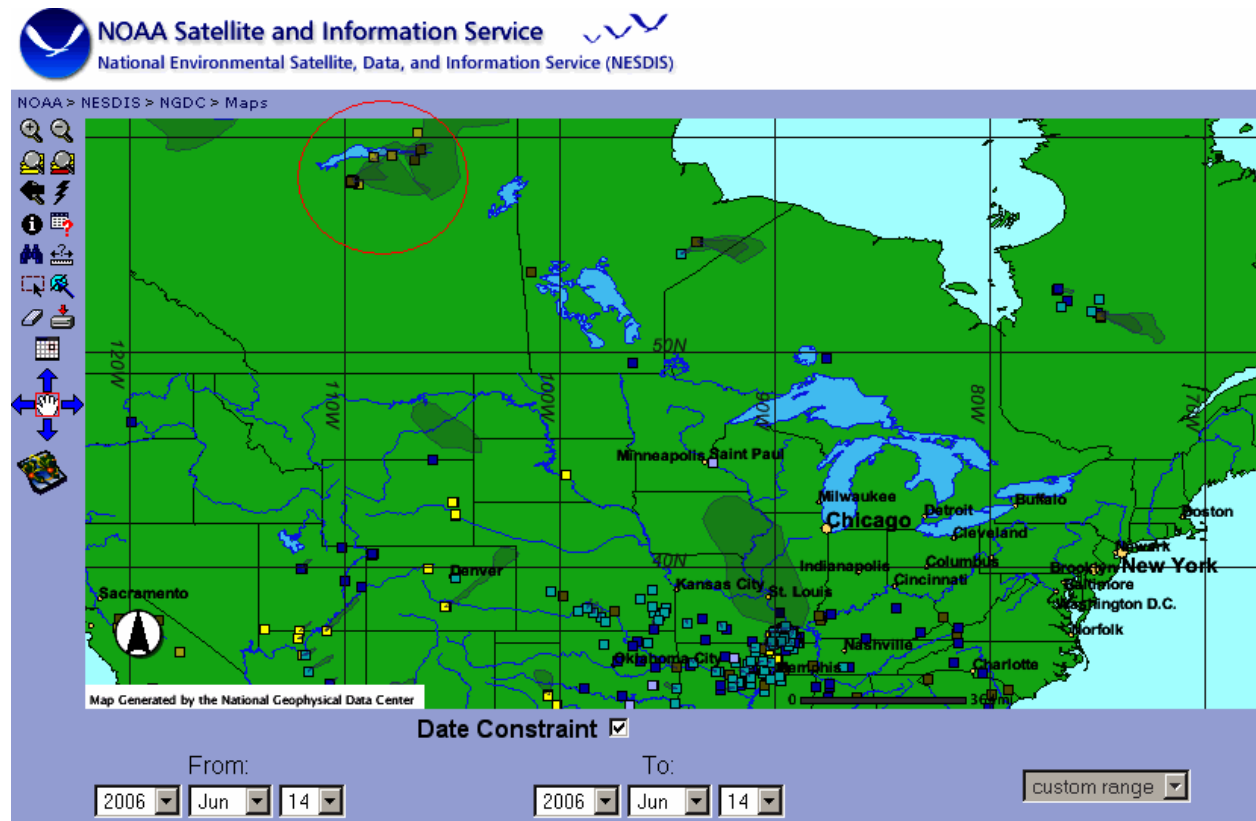 NOAA Satellite and Information Service
National Environmental Satellite, Data, and Information Service (NESDIS)
NOAA > NESDIS > NGDC > Maps
50N
120W
110W
100W
90W
80W
70W
Minneapolis Saint Paul
Milwaukee
Buffalo
Chicago
Detroit
Boston
Cleveland
Newark
40N
Indianapolis
Columbus
Brooklyn New York
Denver
Kansas City
Cincinnati
Baltimore
Sacramento
St. Louis
Washington D.C.
Norfolk
Nashville
Oklahoma City
Memphis
Charlotte
Map Generated by the National Geophysical Data Center
0
Date Constraint
From:
To:
2006 Jun 14
2006 Jun 14
custom range